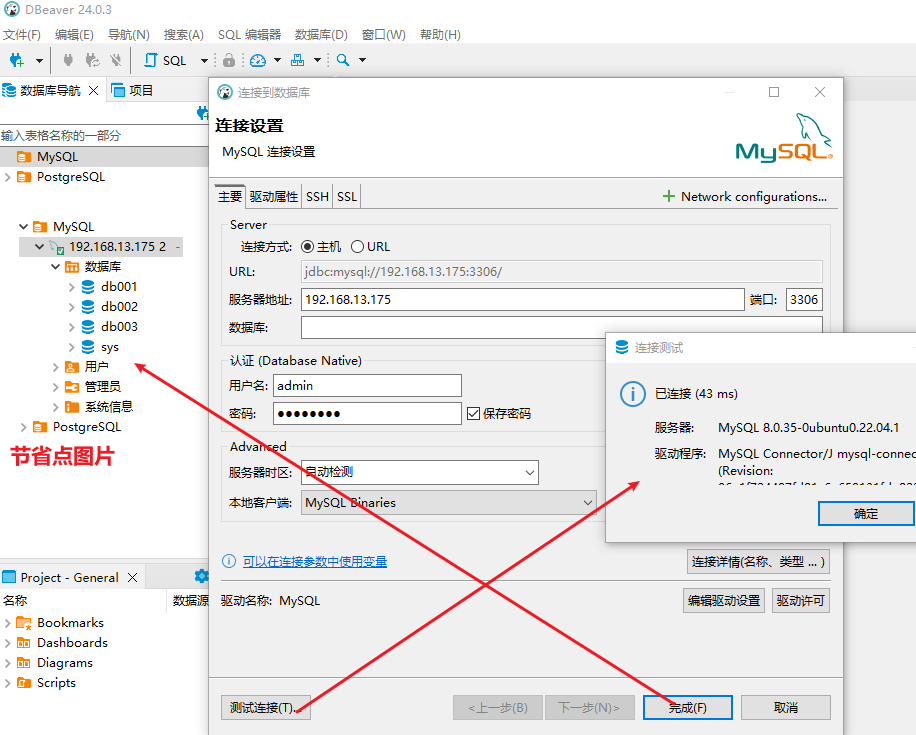 DBeaver 24.0.3
文件(F) 编辑(E) 导航(N) 搜索(A) SQL 编辑器 数据库(D) 窗口(W) 帮助(H)
SQL
数据库导航 项目
输入表格名称的一部分
MySQL
PostgreSQL
MySQL
192.168.13.175 2 -
数据库
db001
db002
db003
sys
用户
管理员
系统信息
PostgreSQL
节省点图片
Project - General
名称 数据源
Bookmarks
Dashboards
Diagrams
Scripts
连接到数据库
连接设置
MySQL 连接设置
MySQL
主要 驱动属性 SSH SSL
Network configurations...
Server
连接方式: 主机 URL
URL: jdbc:mysql://192.168.13.175:3306/
服务器地址: 192.168.13.175 端口: 3306
数据库:
认证 (Database Native)
用户名: admin
密码: ●●●●●●●● 保存密码
Advanced
服务器时区: 自动检测
本地客户端: MySQL Binaries
可以在连接参数中使用变量
连接详情(名称、类型 ... )
驱动名称: MySQL
编辑驱动设置 驱动许可
测试连接(T)... <上一步(B) 下一步(N)> 完成(F) 取消
连接测试
已连接 (43 ms)
服务器: MySQL 8.0.35-0ubuntu0.22.04.1
驱动程序: MySQL Connector/J mysql-connec
(Revision:
确定